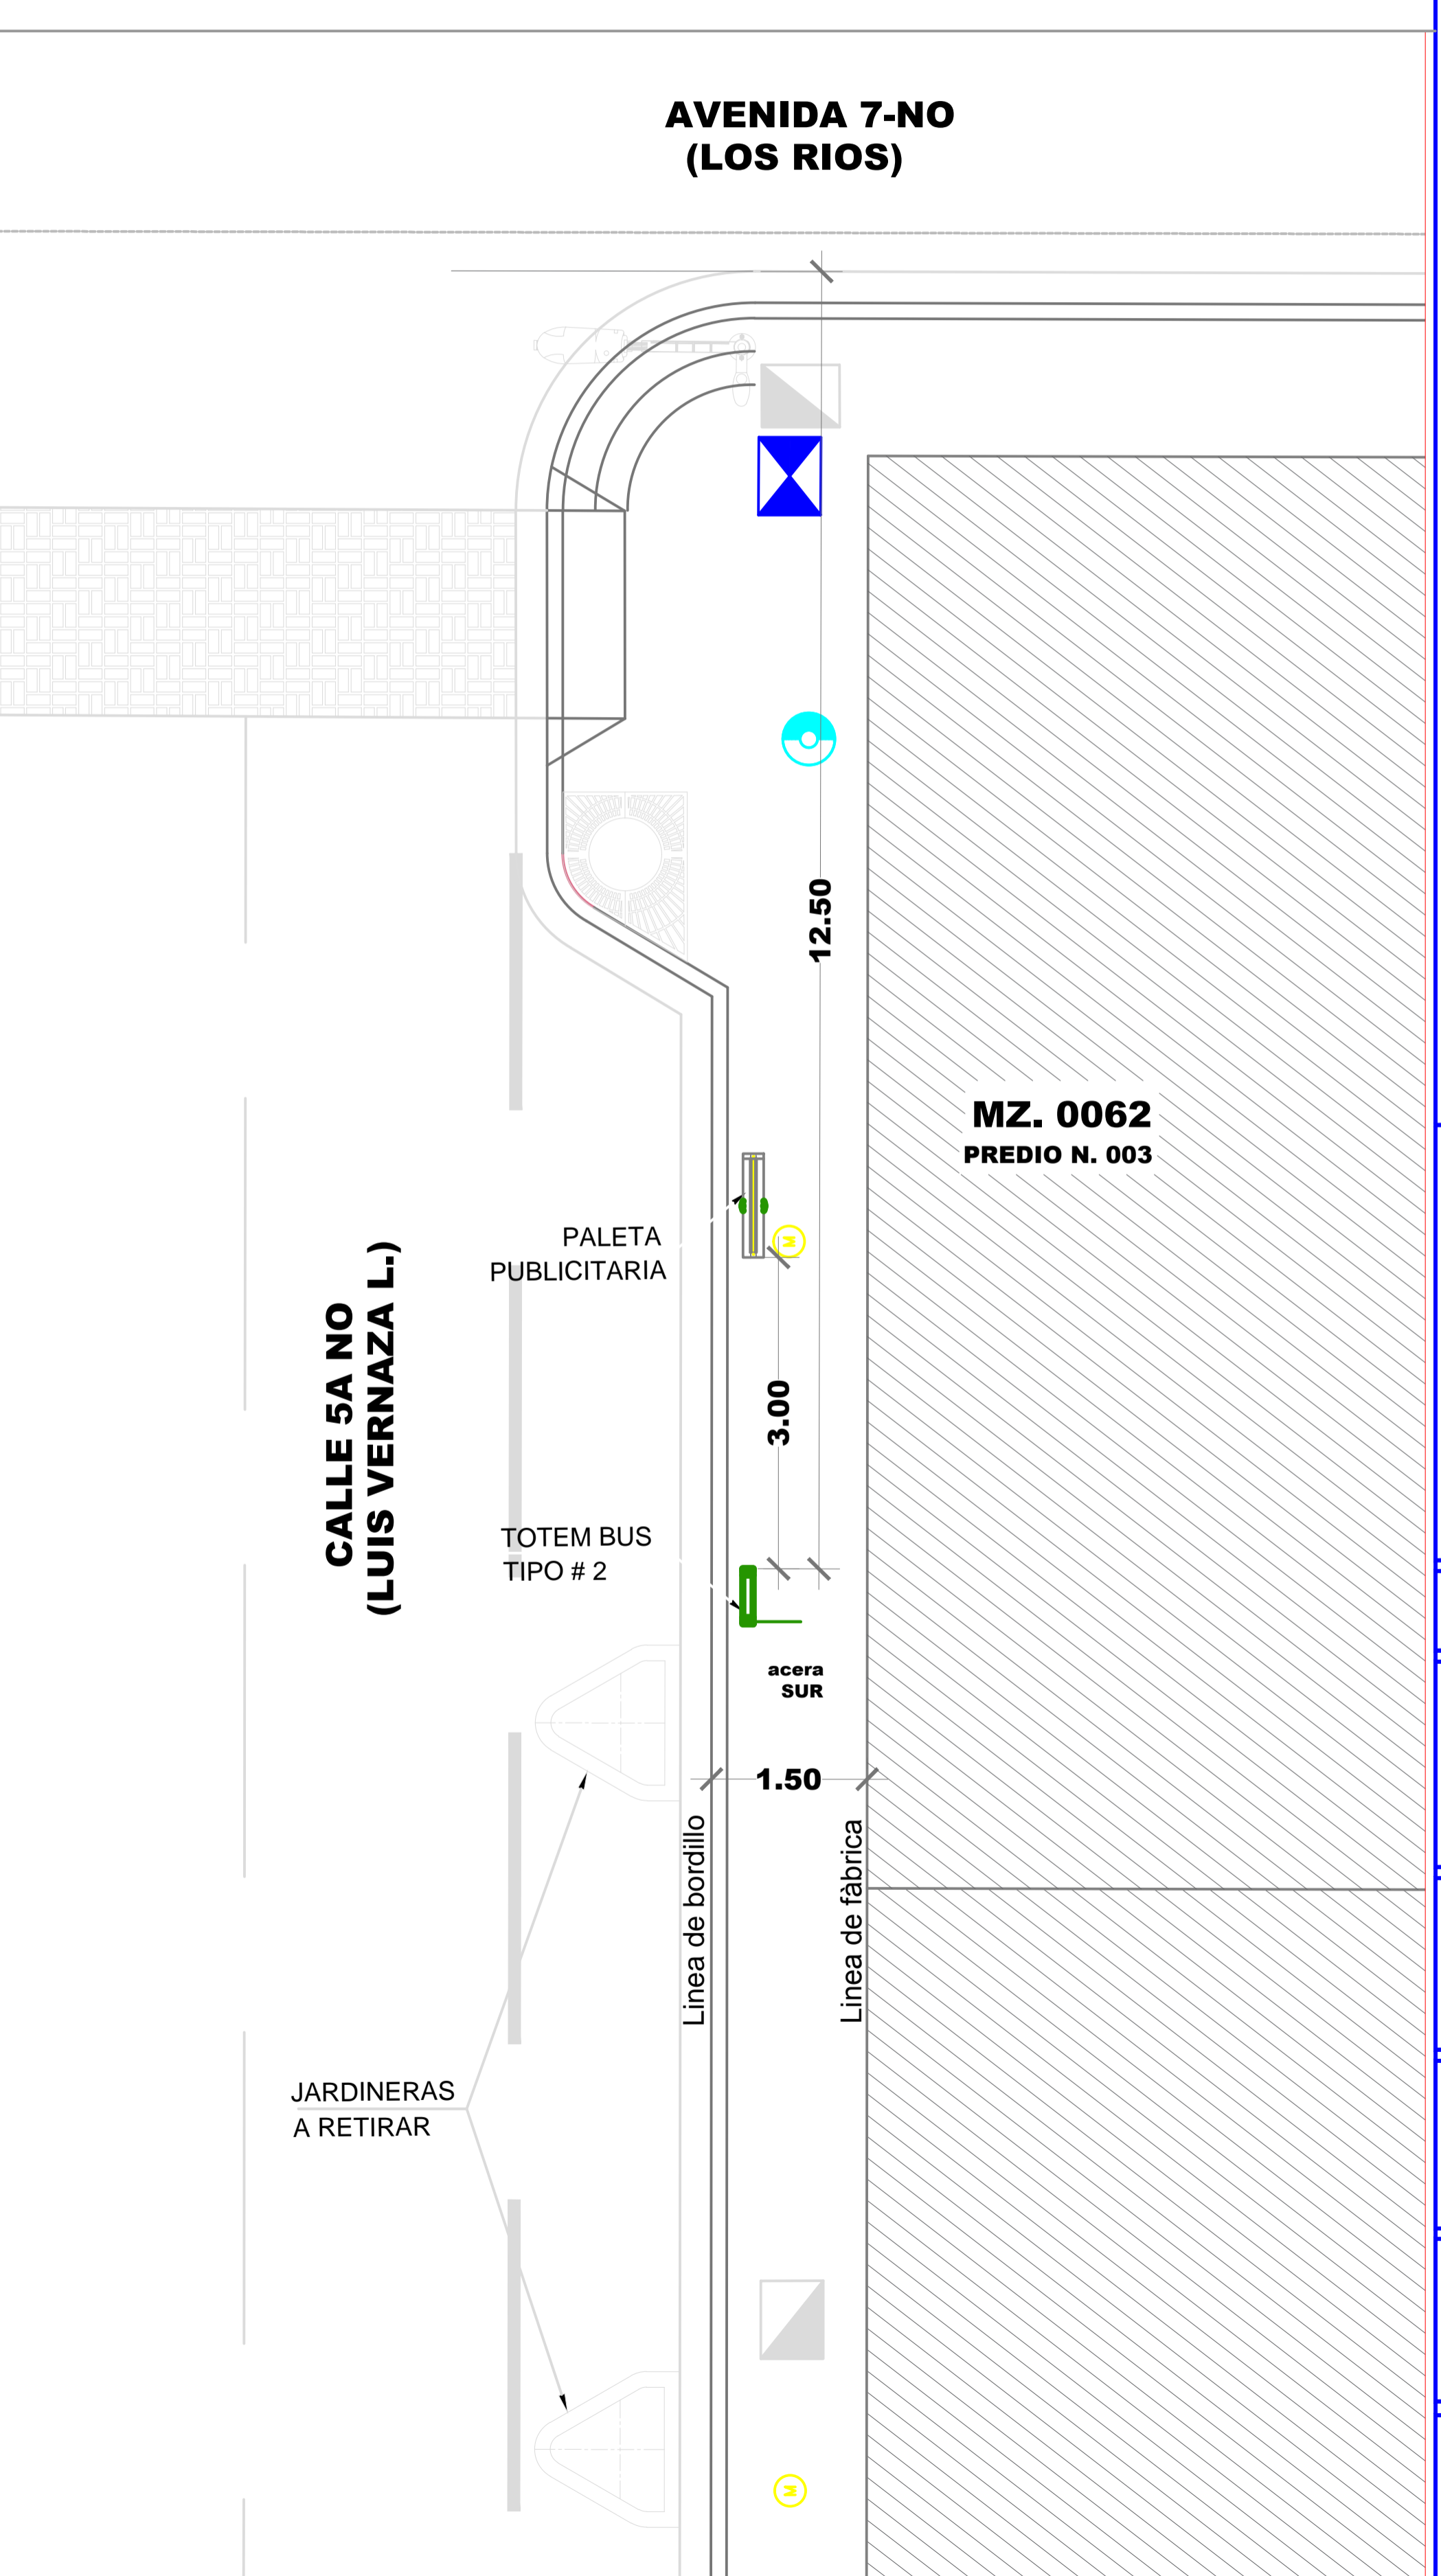 AVENIDA 7-NO
(LOS RIOS)
12.50
MZ. 0062
PREDIO N. 003
PALETA
PUBLICITARIA
M
CALLE 5A NO
(LUIS VERNAZA L.)
3.00
TOTEM BUS
TIPO # 2
acera
SUR
1.50
Linea de bordillo
Linea de fàbrica
JARDINERAS
A RETIRAR
M